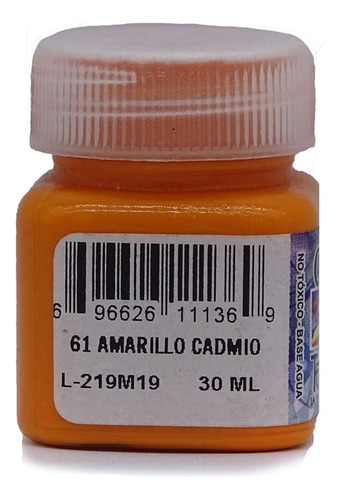 6 96626 11136 9
61 AMARILLO CADMIO
L-219M19 30 ML
NO TÓXICO - BASE AGUA